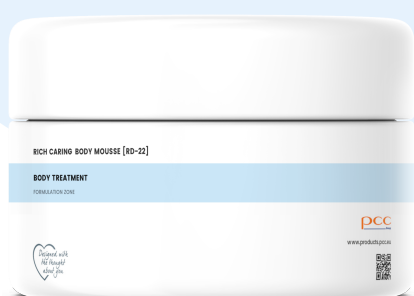 RICH CARING BODY MOUSSE [RD-22]
BODY TREATMENT
FORMULATION ZONE
pcc
www.products.pcc.eu
Designed with
the thought
about you